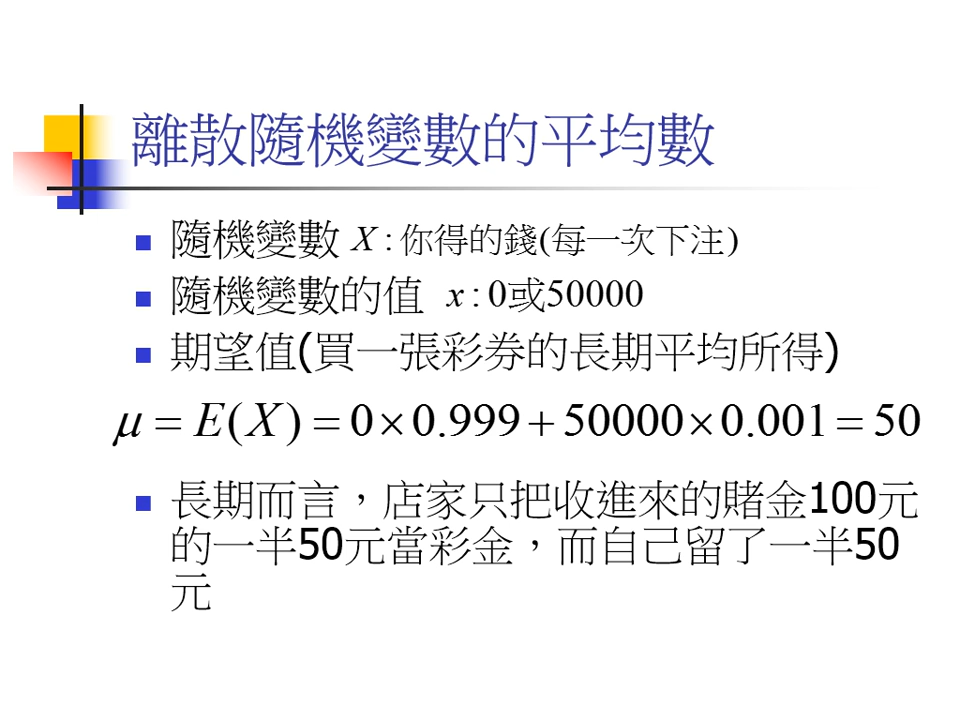 離散隨機變數的平均數
隨機變數 X : 你得的錢(每一次下注)
隨機變數的值 x : 0或50000
期望值(買一張彩券的長期平均所得)
μ = E(X) = 0×0.999+50000×0.001=50
長期而言，店家只把收進來的賭金100元
的一半50元當彩金，而自己留了一半50
元